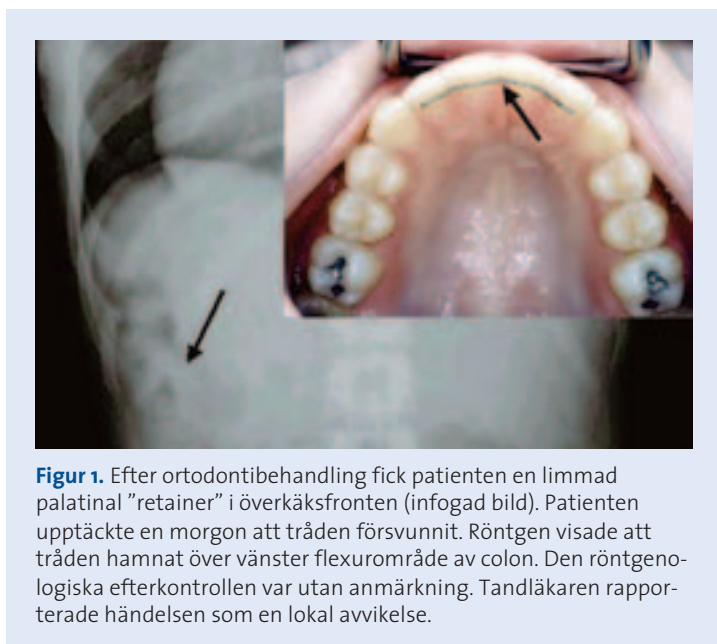 Figur 1. Efter ortodontibehandling fick patienten en limmad
palatinal ”retainer” i överkäksfronten (infogad bild). Patienten
upptäckte en morgon att tråden försvunnit. Röntgen visade att
tråden hamnat över vänster flexurområde av colon. Den röntgeno-
logiska efterkontrollen var utan anmärkning. Tandläkaren rappor-
terade händelsen som en lokal avvikelse.